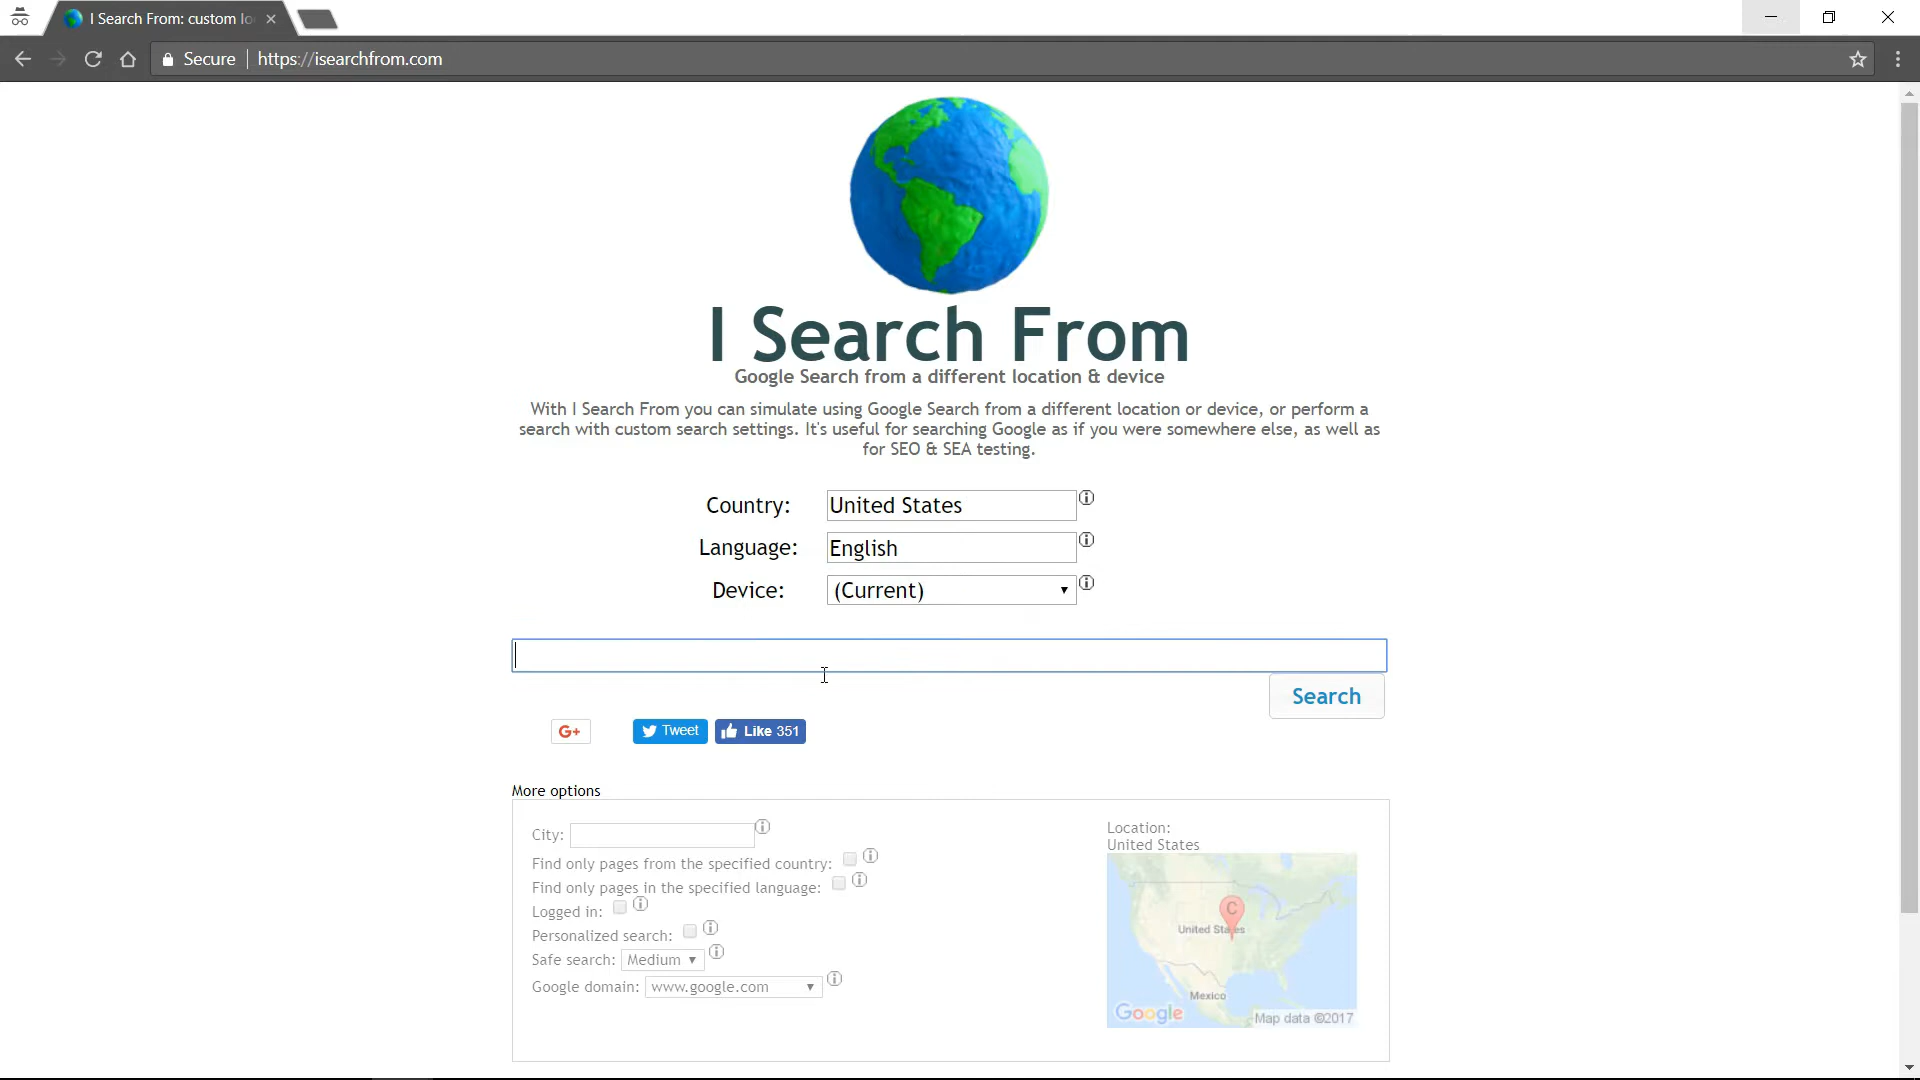 I Search From: custom lo
Secure https://isearchfrom.com
I Search From
Google Search from a different location & device
With I Search From you can simulate using Google Search from a different location or device, or perform a
search with custom search settings. It's useful for searching Google as if you were somewhere else, as well as
for SEO & SEA testing.
Country: United States
Language: English
Device: (Current)
Search
G+ Tweet Like 351
More options
City:
Find only pages from the specified country:
Find only pages in the specified language:
Logged in:
Personalized search:
Safe search: Medium
Google domain: www.google.com
Location:
United States
C
United States
Mexico
Google Map data ©2017